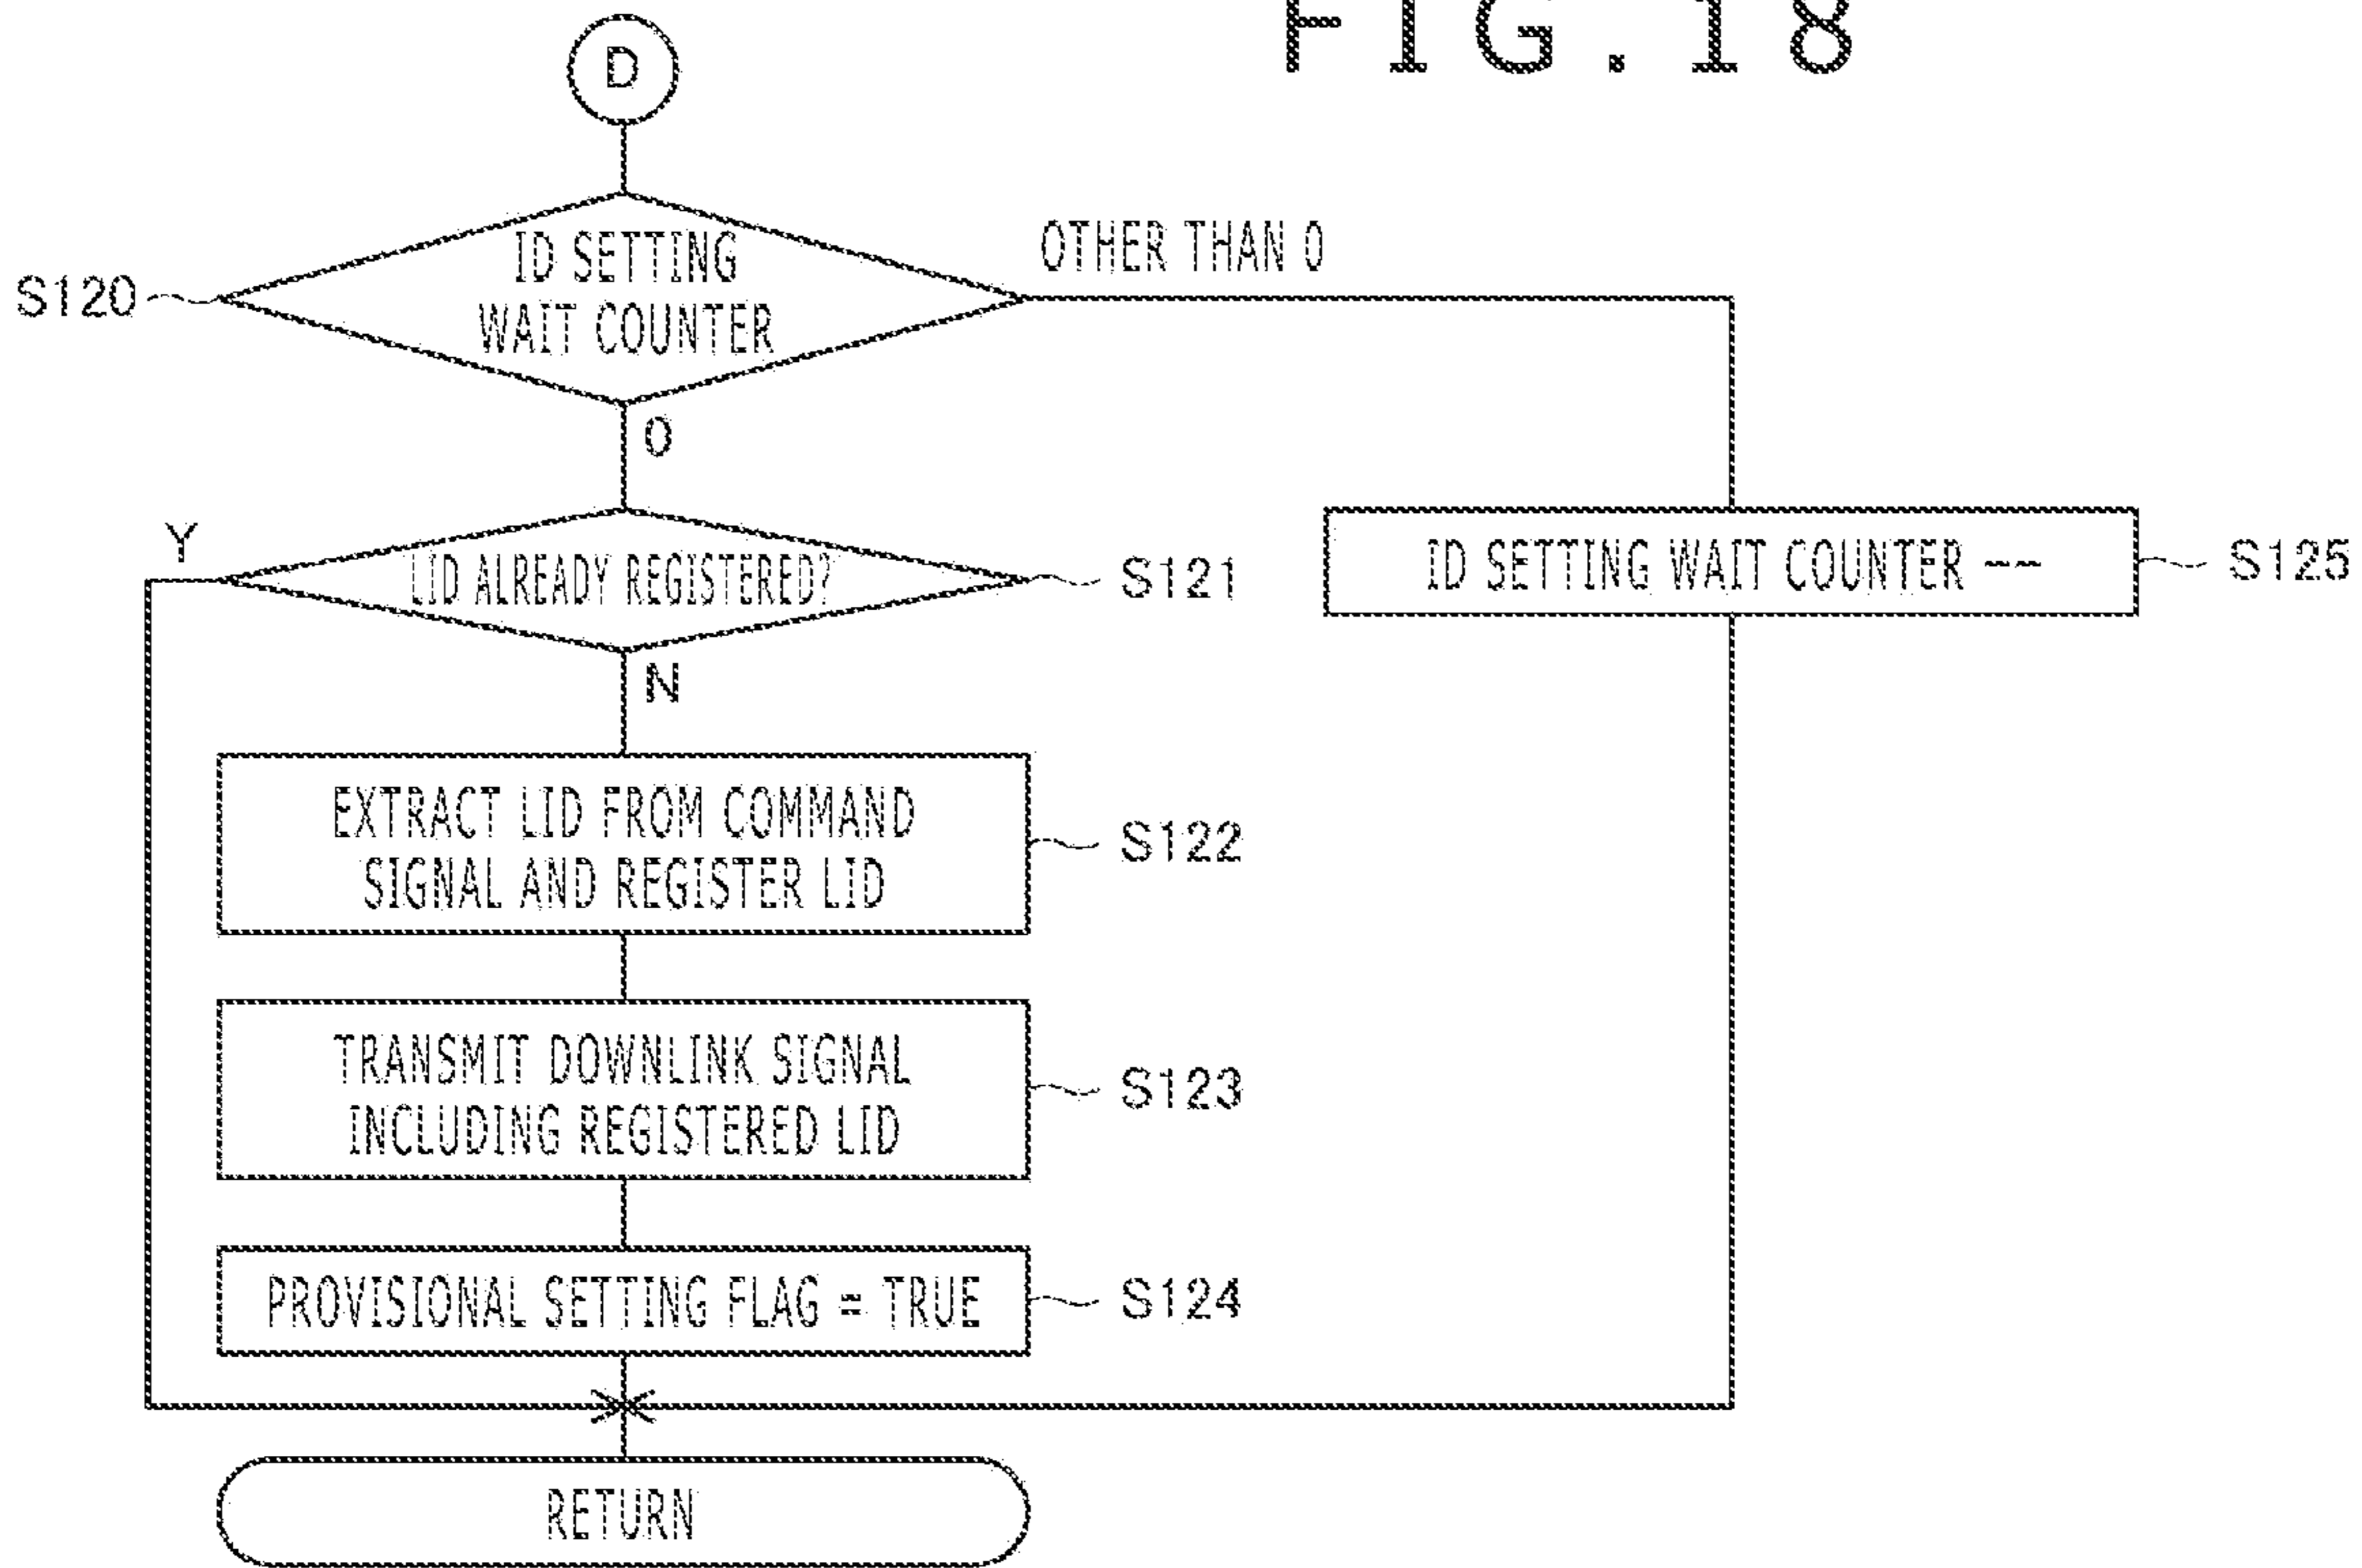 FIG.18
D
S120
ID SETTING
WAIT COUNTER
OTHER THAN 0
0
Y
LID ALREADY REGISTERED?
S121
ID SETTING WAIT COUNTER --
S125
N
EXTRACT LID FROM COMMAND
SIGNAL AND REGISTER LID
S122
TRANSMIT DOWNLINK SIGNAL
INCLUDING REGISTERED LID
S123
PROVISIONAL SETTING FLAG = TRUE
S124
RETURN